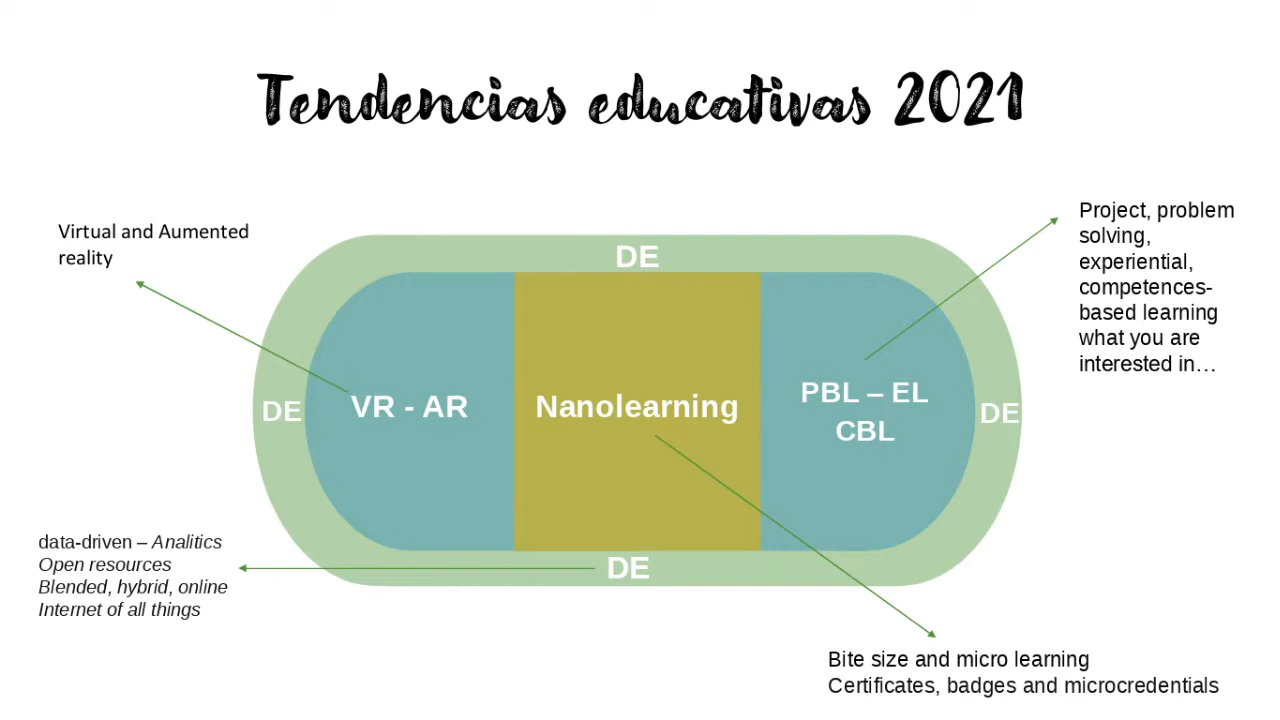 Tendencias educativas 2021
Virtual and Aumented
reality
Project, problem
solving,
experiential,
competences-
based learning
what you are
interested in…
DE
DE
VR - AR
Nanolearning
PBL – EL
CBL
DE
DE
data-driven – Analitics
Open resources
Blended, hybrid, online
Internet of all things
Bite size and micro learning
Certificates, badges and microcredentials